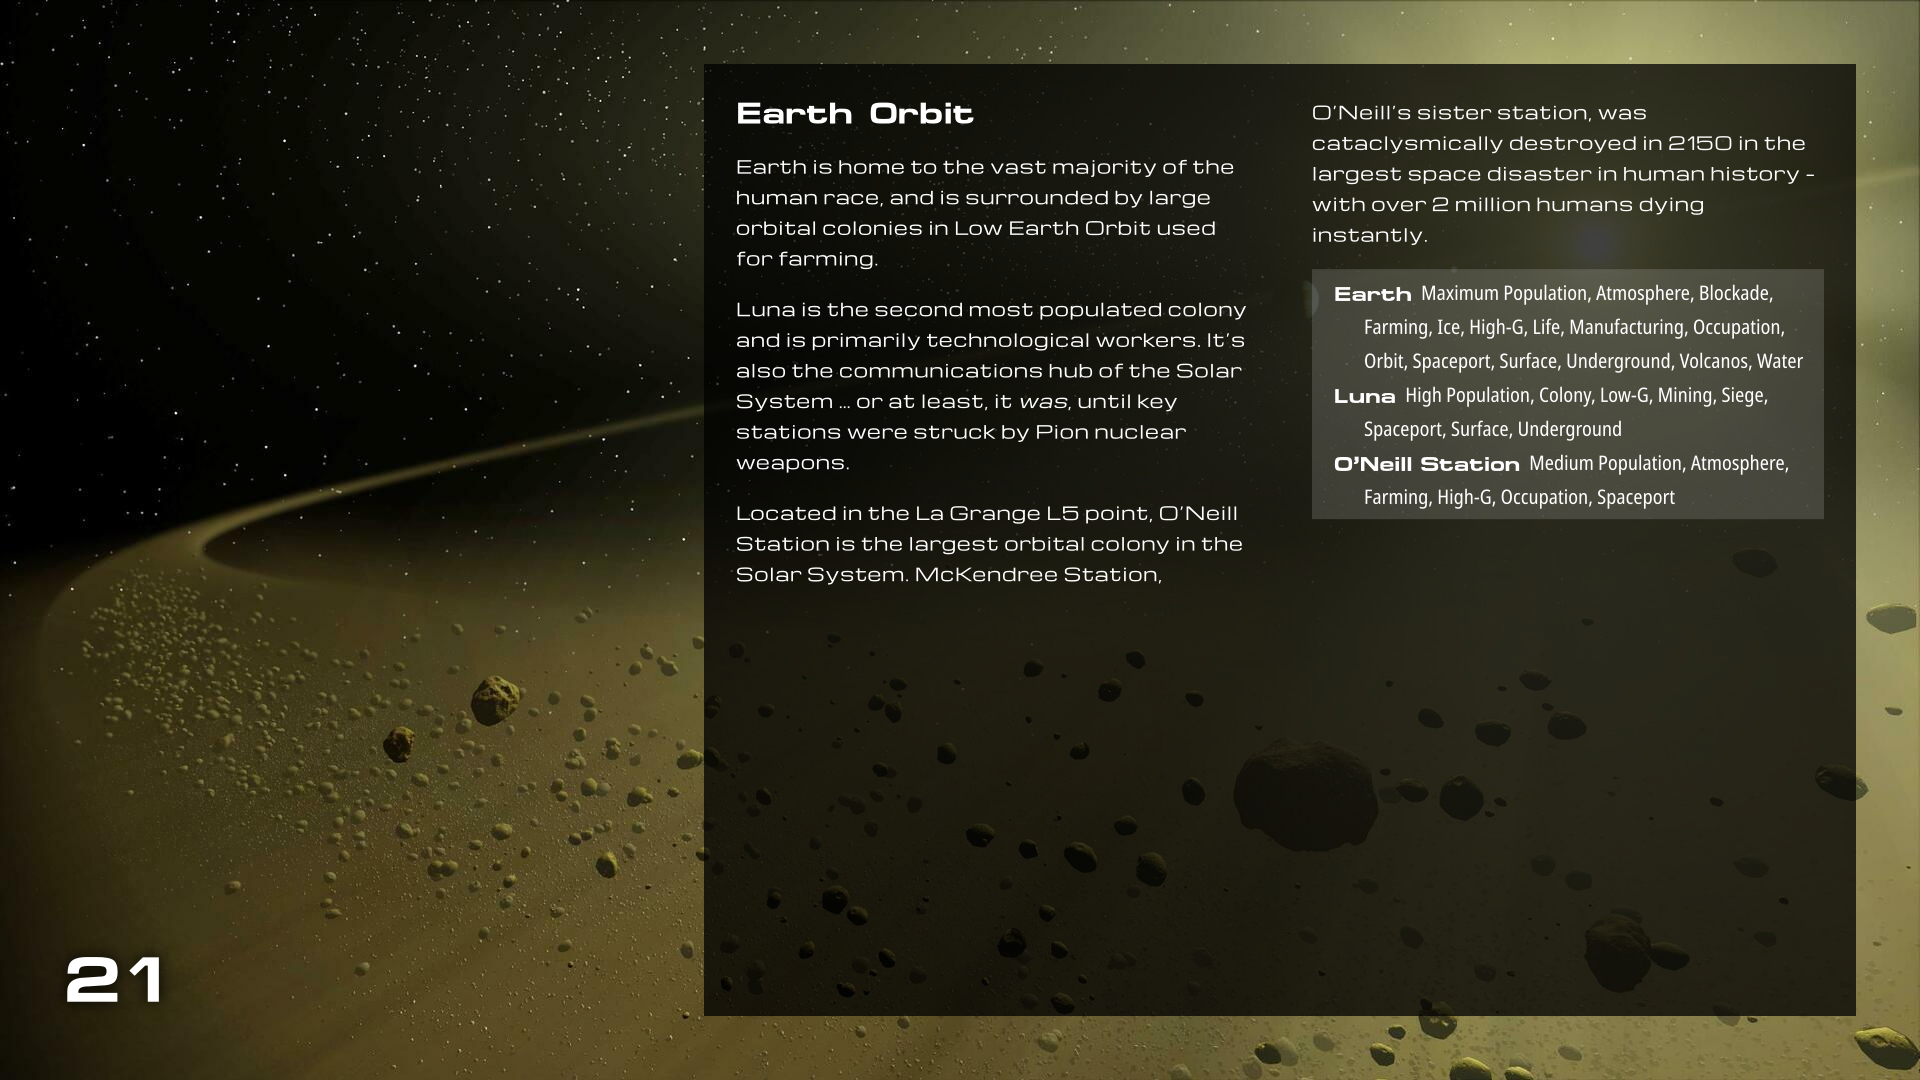 Earth Orbit
Earth is home to the vast majority of the
human race, and is surrounded by large
orbital colonies in Low Earth Orbit used
for farming.
Luna is the second most populated colony
and is primarily technological workers. It's
also the communications hub of the Solar
System ... or at least, it was, until key
stations were struck by Pion nuclear
weapons.
Located in the La Grange L5 point, O'Neill
Station is the largest orbital colony in the
Solar System. McKendree Station,
O'Neill's sister station, was
cataclysmically destroyed in 2150 in the
largest space disaster in human history -
with over 2 million humans dying
instantly.
Earth Maximum Population, Atmosphere, Blockade,
Farming, Ice, High-G, Life, Manufacturing, Occupation,
Orbit, Spaceport, Surface, Underground, Volcanos, Water
Luna High Population, Colony, Low-G, Mining, Siege,
Spaceport, Surface, Underground
O'Neill Station Medium Population, Atmosphere,
Farming, High-G, Occupation, Spaceport
21